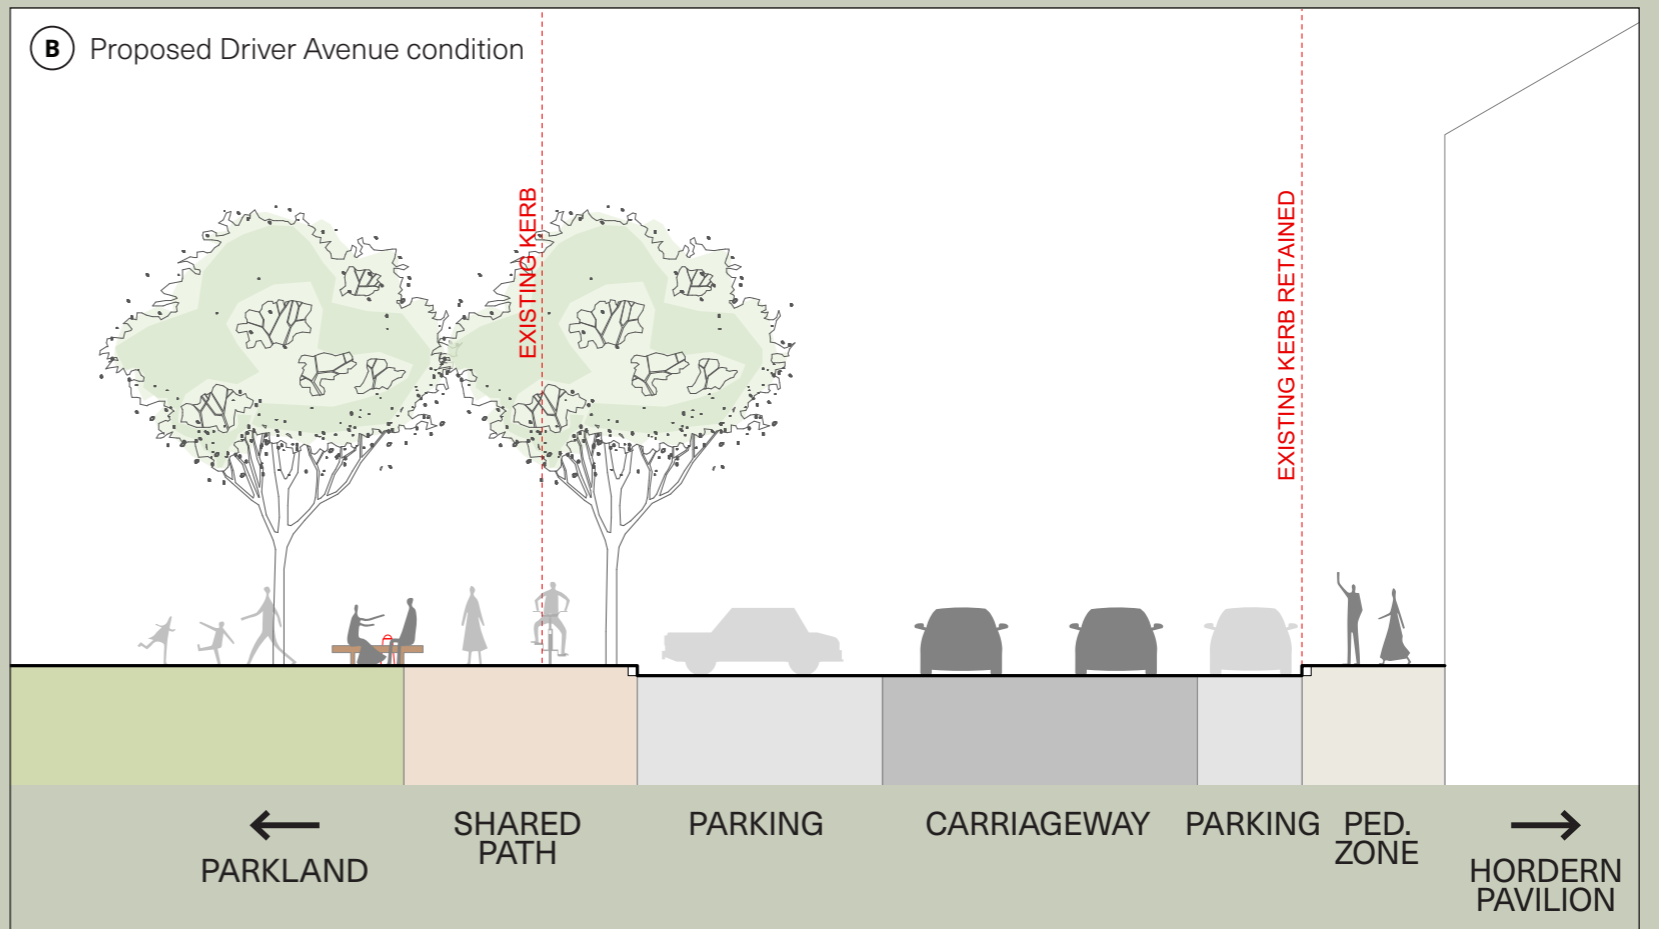 B Proposed Driver Avenue condition
EXISTING KERB
EXISTING KERB RETAINED
PARKLAND
SHARED
PATH
PARKING
CARRIAGEWAY
PARKING
PED.
ZONE
HORDERN
PAVILION